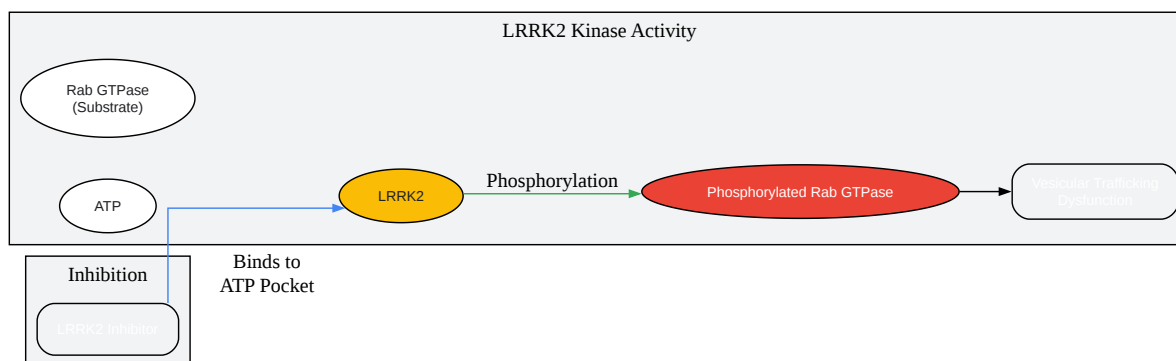 LRRK2 Kinase Activity
Rab GTPase
(Substrate)
ATP
LRRK2
Phosphorylation
Phosphorylated Rab GTPase
Vesicular Trafficking
Dysfunction
Inhibition
LRRK2 Inhibitor
Binds to
ATP Pocket